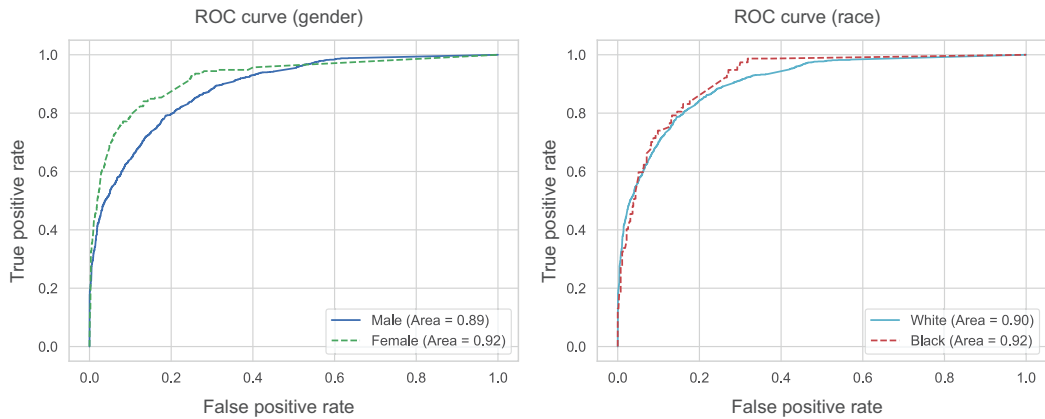 ROC curve (gender)
True positive rate
1.0
0.8
0.6
0.4
0.2
0.0
Male (Area = 0.89)
Female (Area = 0.92)
0.0 0.2 0.4 0.6 0.8 1.0
False positive rate
ROC curve (race)
True positive rate
1.0
0.8
0.6
0.4
0.2
0.0
White (Area = 0.90)
Black (Area = 0.92)
0.0 0.2 0.4 0.6 0.8 1.0
False positive rate